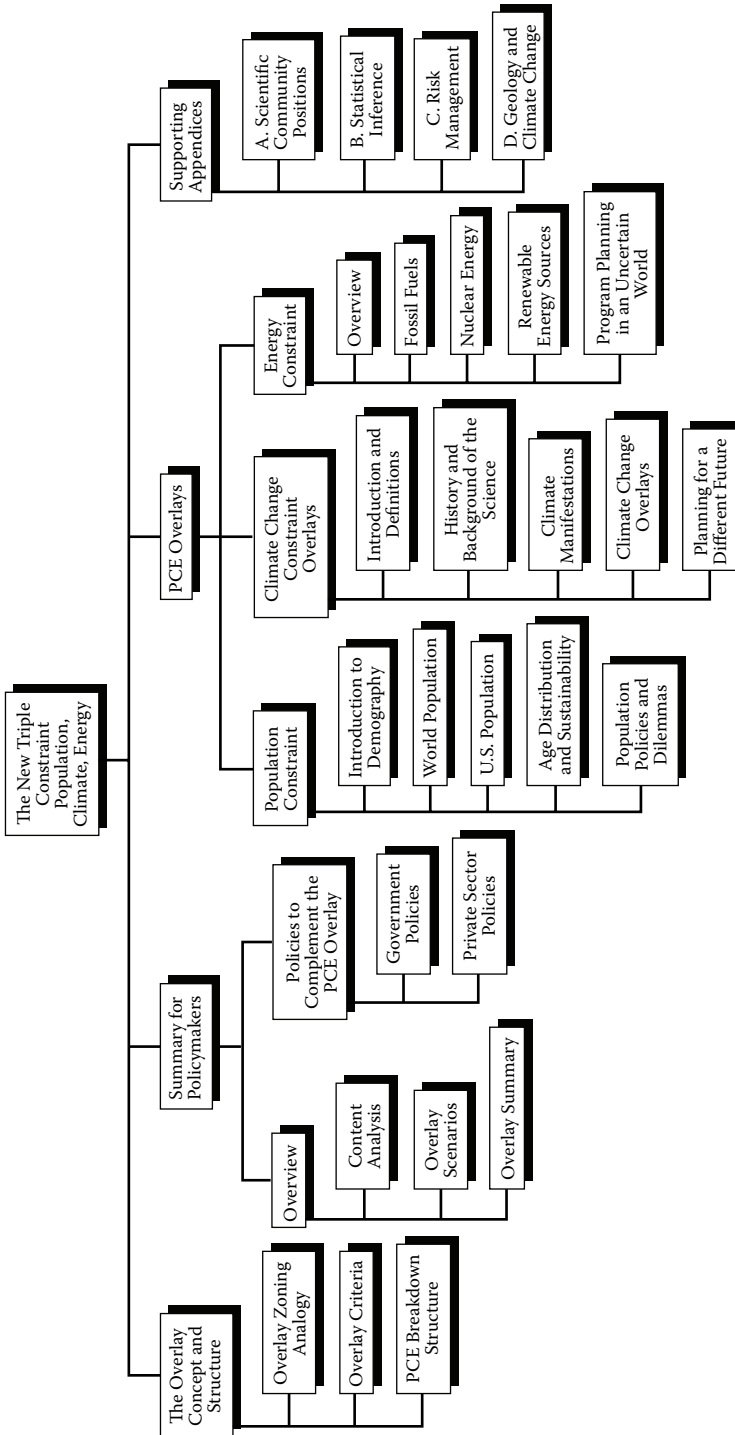 The New Triple
Constraint
Population,
Climate, Energy
The Overlay
Concept and
Structure
Overlay Zoning
Analogy
Overlay Criteria
PCE Breakdown
Structure
Summary for
Policymakers
Overview
Content
Analysis
Overlay
Scenarios
Overlay Summary
Policies to
Complement the
PCE Overlay
Government
Policies
Private Sector
Policies
PCE Overlays
Population
Constraint
Introduction to
Demography
World Population
U.S. Population
Age Distribution
and Sustainability
Population
Policies and
Dilemmas
Climate Change
Constraint
Overlays
Introduction and
Definitions
History and
Background of the
Science
Climate
Manifestations
Climate Change
Overlays
Planning for a
Different Future
Energy
Constraint
Overview
Fossil Fuels
Nuclear Energy
Renewable
Energy Sources
Program Planning
in an Uncertain
World
Supporting
Appendices
A. Scientific
Community
Positions
B. Statistical
Inference
C. Risk
Management
D. Geology and
Climate Change